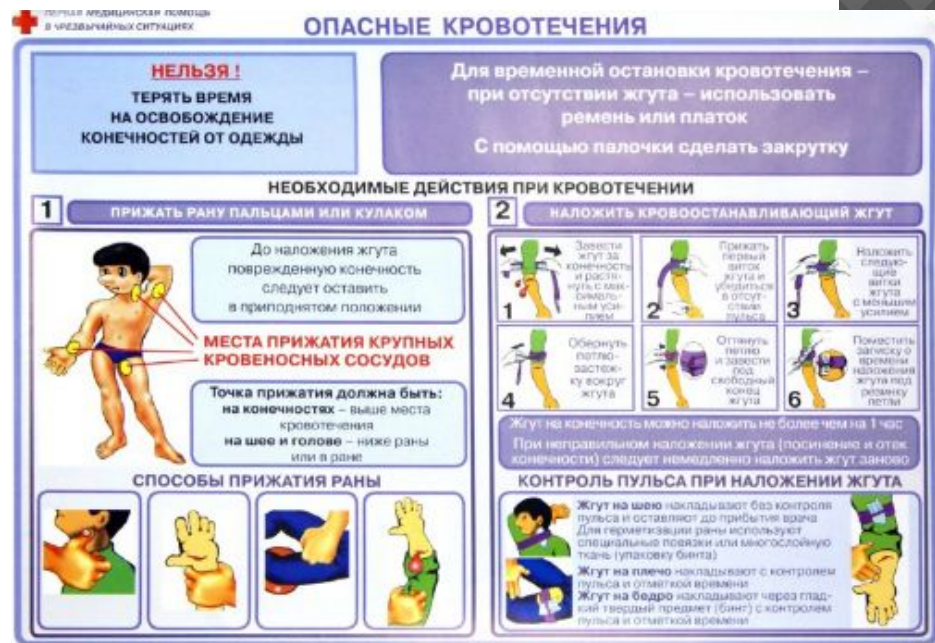 ПЕРВАЯ МЕДИЦИНСКАЯ ПОМОЩЬ
В ЧРЕЗВЫЧАЙНЫХ СИТУАЦИЯХ
ОПАСНЫЕ КРОВОТЕЧЕНИЯ
НЕЛЬЗЯ !
ТЕРЯТЬ ВРЕМЯ
НА ОСВОБОЖДЕНИЕ
КОНЕЧНОСТЕЙ ОТ ОДЕЖДЫ
Для временной остановки кровотечения –
при отсутствии жгута – использовать
ремень или платок
С помощью палочки сделать закрутку
НЕОБХОДИМЫЕ ДЕЙСТВИЯ ПРИ КРОВОТЕЧЕНИИ
1 ПРИЖАТЬ РАНУ ПАЛЬЦАМИ ИЛИ КУЛАКОМ
До наложения жгута
поврежденную конечность
следует оставить
в приподнятом положении
МЕСТА ПРИЖАТИЯ КРУПНЫХ
КРОВЕНОСНЫХ СОСУДОВ
Точка прижатия должна быть:
на конечностях – выше места
кровотечения
на шее и голове – ниже раны
или в ране
СПОСОБЫ ПРИЖАТИЯ РАНЫ
2 НАЛОЖИТЬ КРОВООСТАНАВЛИВАЮЩИЙ ЖГУТ
1
Завести
жгут за
конечность
и растя-
нуть с мак-
сималь-
ным уси-
лием
2
Прижать
первый
виток
жгута и
убедиться
в отсут-
ствии
пульса
3
Наложить
следую-
щие
витки
жгута
с меньшим
усилием
4
Обернуть
петлю-
застеж-
ку вокруг
жгута
5
Оттянуть
петлю
и завести
под
свободный
конец
жгута
6
Поместить
записку о
времени
наложения
жгута под
резинку
петли
Жгут на конечность можно наложить не более чем на 1 час
При неправильном наложении жгута (посинение и отек
конечности) следует немедленно наложить жгут заново
КОНТРОЛЬ ПУЛЬСА ПРИ НАЛОЖЕНИИ ЖГУТА
Жгут на шею накладывают без контроля
пульса и оставляют до прибытия врача
Для герметизации раны используют
специальные повязки или многослойную
ткань (упаковку бинта)
Жгут на плечо накладывают с контролем
пульса и отметкой времени
Жгут на бедро накладывают через глад-
кий твердый предмет (бинт) с контролем
пульса и отметкой времени